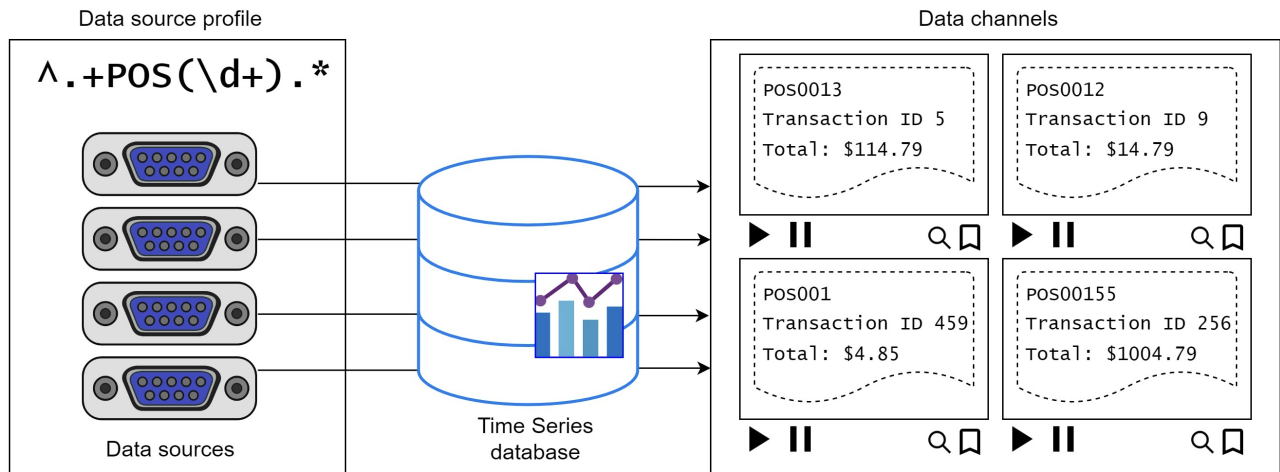 Data source profile
^.+POS(\d+).*
Data sources
Time Series
database
Data channels
POS0013
Transaction ID 5
Total: $114.79
POS0012
Transaction ID 9
Total: $14.79
POS001
Transaction ID 459
Total: $4.85
POS00155
Transaction ID 256
Total: $1004.79